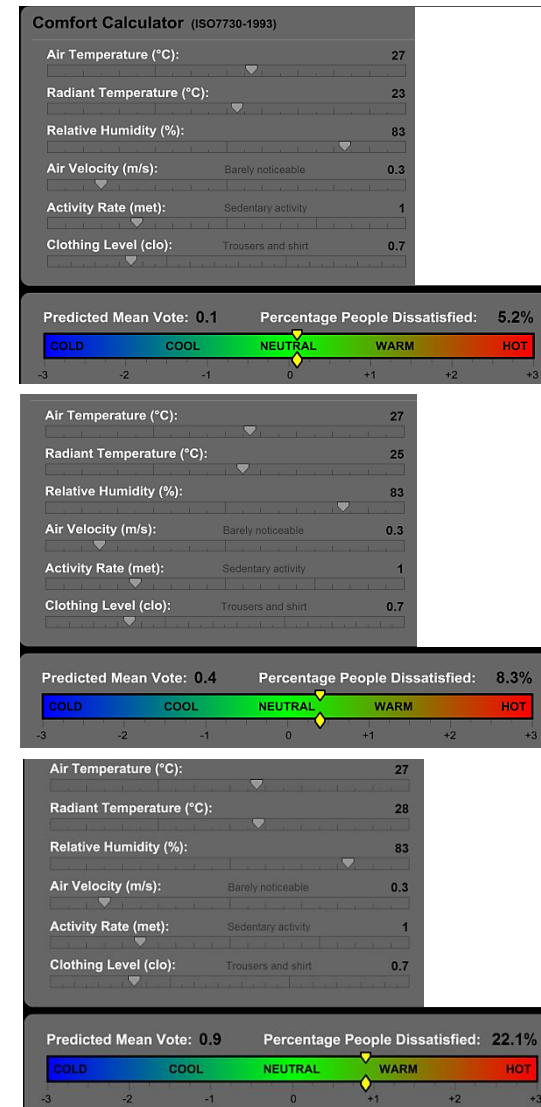 Comfort Calculator (ISO7730-1993)
Air Temperature (°C): 27
Radiant Temperature (°C): 23
Relative Humidity (%): 83
Air Velocity (m/s): Barely noticeable 0.3
Activity Rate (met): Sedentary activity 1
Clothing Level (clo): Trousers and shirt 0.7
Predicted Mean Vote: 0.1 Percentage People Dissatisfied: 5.2%
COLD COOL NEUTRAL WARM HOT
-3 -2 -1 0 +1 +2 +3
Air Temperature (°C): 27
Radiant Temperature (°C): 25
Relative Humidity (%): 83
Air Velocity (m/s): Barely noticeable 0.3
Activity Rate (met): Sedentary activity 1
Clothing Level (clo): Trousers and shirt 0.7
Predicted Mean Vote: 0.4 Percentage People Dissatisfied: 8.3%
COLD COOL NEUTRAL WARM HOT
-3 -2 -1 0 +1 +2 +3
Air Temperature (°C): 27
Radiant Temperature (°C): 28
Relative Humidity (%): 83
Air Velocity (m/s): Barely noticeable 0.3
Activity Rate (met): Sedentary activity 1
Clothing Level (clo): Trousers and shirt 0.7
Predicted Mean Vote: 0.9 Percentage People Dissatisfied: 22.1%
COLD COOL NEUTRAL WARM HOT
-3 -2 -1 0 +1 +2 +3